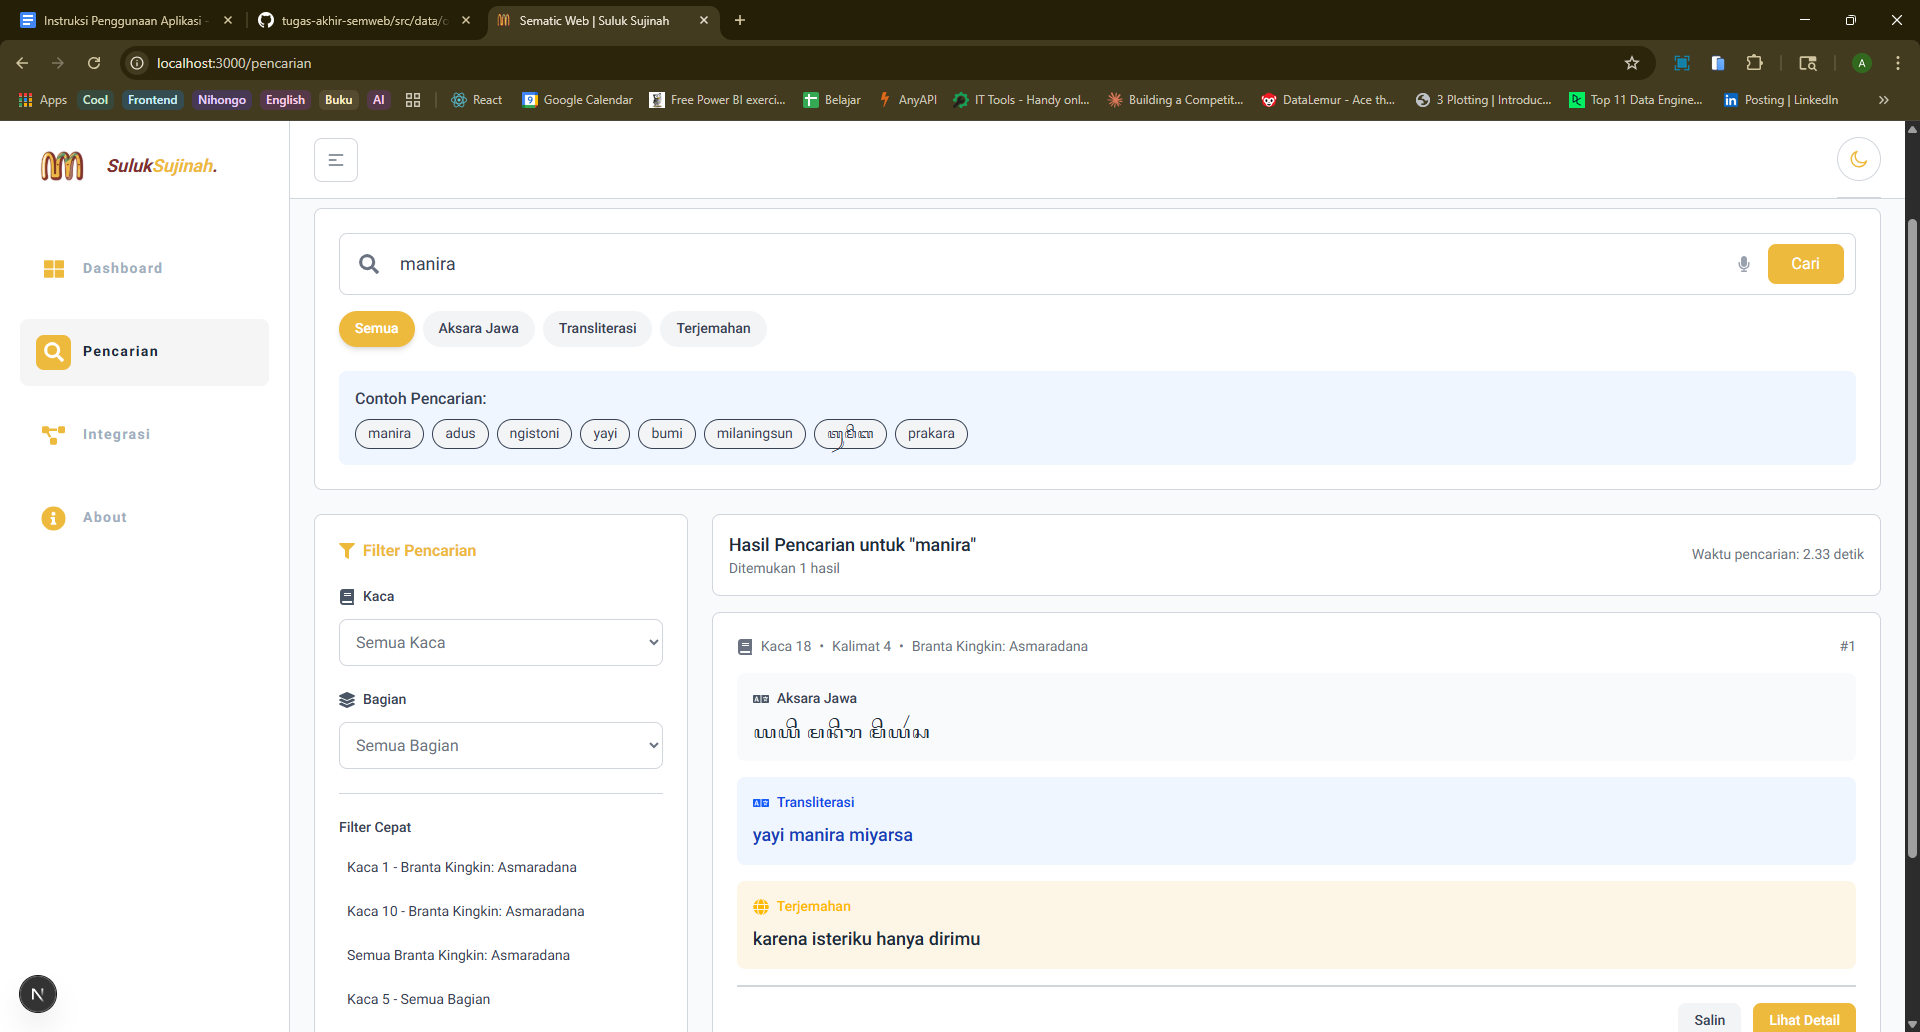 Instruksi Penggunaan Aplikasi -
tugas-akhir-semweb/src/data/o
Sematic Web | Suluk Sujinah
localhost:3000/pencarian
A
Apps
Cool
Frontend
Nihongo
English
Buku
AI
React
Google Calendar
Free Power BI exerci...
Belajar
AnyAPI
IT Tools - Handy onl...
Building a Competit...
DataLemur - Ace th...
3 Plotting | Introduc...
Top 11 Data Engine...
Posting | LinkedIn
SulukSujinah.
Dashboard
Pencarian
Integrasi
About
manira
Cari
Semua
Aksara Jawa
Transliterasi
Terjemahan
Contoh Pencarian:
manira
adus
ngistoni
yayi
bumi
milaningsun
prakara
Filter Pencarian
Kaca
Semua Kaca
Bagian
Semua Bagian
Filter Cepat
Kaca 1 - Branta Kingkin: Asmaradana
Kaca 10 - Branta Kingkin: Asmaradana
Semua Branta Kingkin: Asmaradana
Kaca 5 - Semua Bagian
Hasil Pencarian untuk "manira"
Ditemukan 1 hasil
Waktu pencarian: 2.33 detik
Kaca 18 • Kalimat 4 • Branta Kingkin: Asmaradana
#1
Aksara Jawa
Transliterasi
yayi manira miyarsa
Terjemahan
karena isteriku hanya dirimu
Salin
Lihat Detail
N